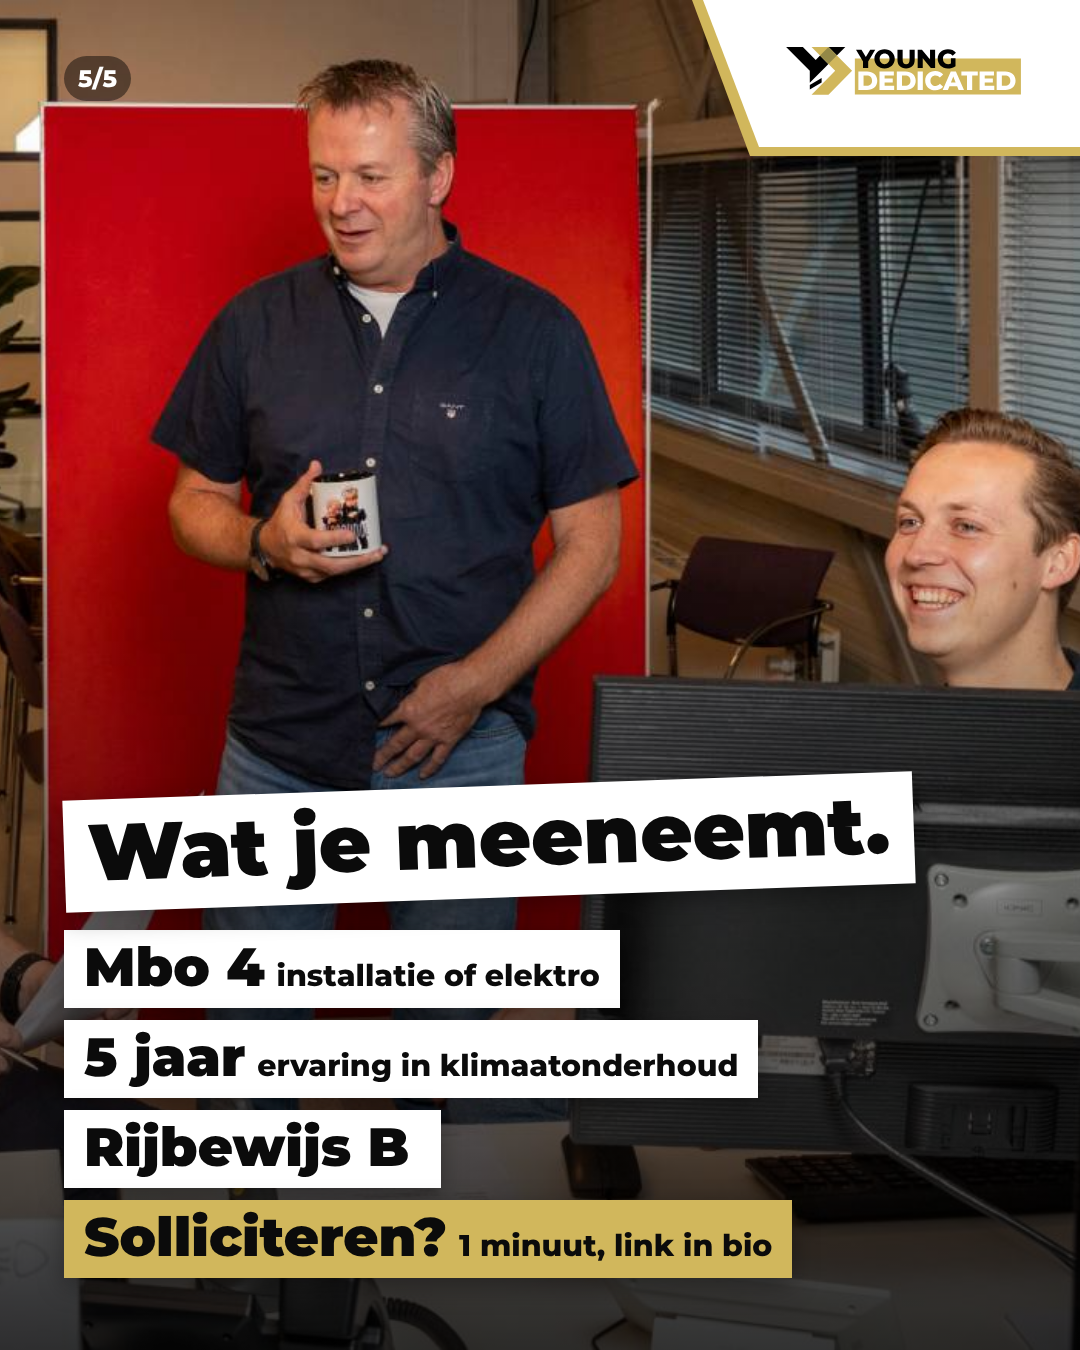 5/5
YOUNG
DEDICATED
GANT
Wat je meeneemt.
Mbo 4 installatie of elektro
5 jaar ervaring in klimaatonderhoud
Rijbewijs B
Solliciteren? 1 minuut, link in bio